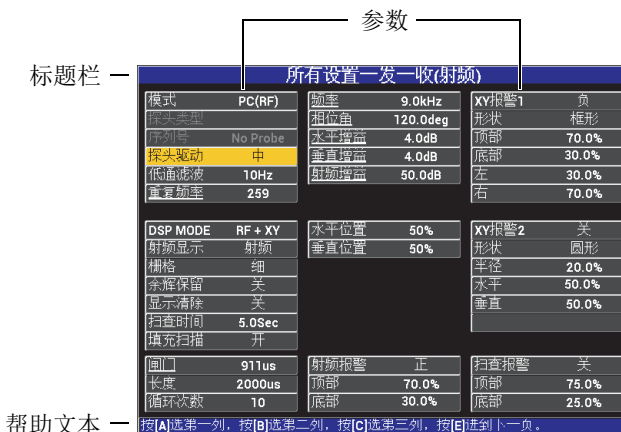 参数
标题栏
所有设置一发一收(射频)
模式 PC(RF)
探头类型
序列号 No Probe
探头驱动 中
低通滤波 10Hz
重复频率 259
频率 9.0kHz
相位角 120.0deg
水平增益 4.0dB
垂直增益 4.0dB
射频增益 50.0dB
XY报警1 负
形状 框形
顶部 70.0%
底部 30.0%
左 30.0%
右 70.0%
DSP MODE RF + XY
射频显示 射频
栅格 细
余辉保留 关
显示清除 关
扫查时间 5.0Sec
填充扫描 开
水平位置 50%
垂直位置 50%
XY报警2 关
形状 圆形
半径 20.0%
水平 50.0%
垂直 50.0%
闸门 911us
长度 2000us
循环次数 10
射频报警 正
顶部 70.0%
底部 30.0%
扫查报警 关
顶部 75.0%
底部 25.0%
帮助文本
按[A]选第一列，按[B]选第二列，按[C]选第三列，按[E]进到下一页。